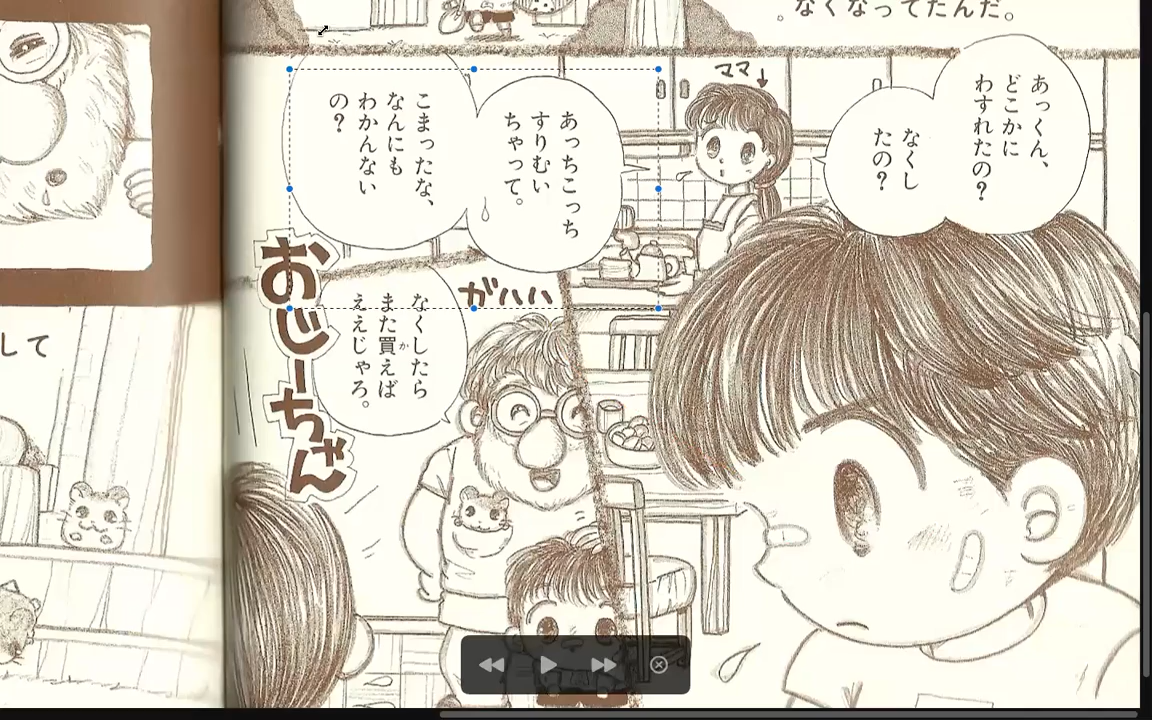 なくなってたんだ。
ママ
あっくん、
どこかに
わすれたの？
なくし
たの？
あっちこっち
すりむい
ちゃって。
こまったな、
なんにも
わかんない
の？
ガハハハ
なくしたら
また買えば
か
ええじゃろ。
おじーちゃん
して